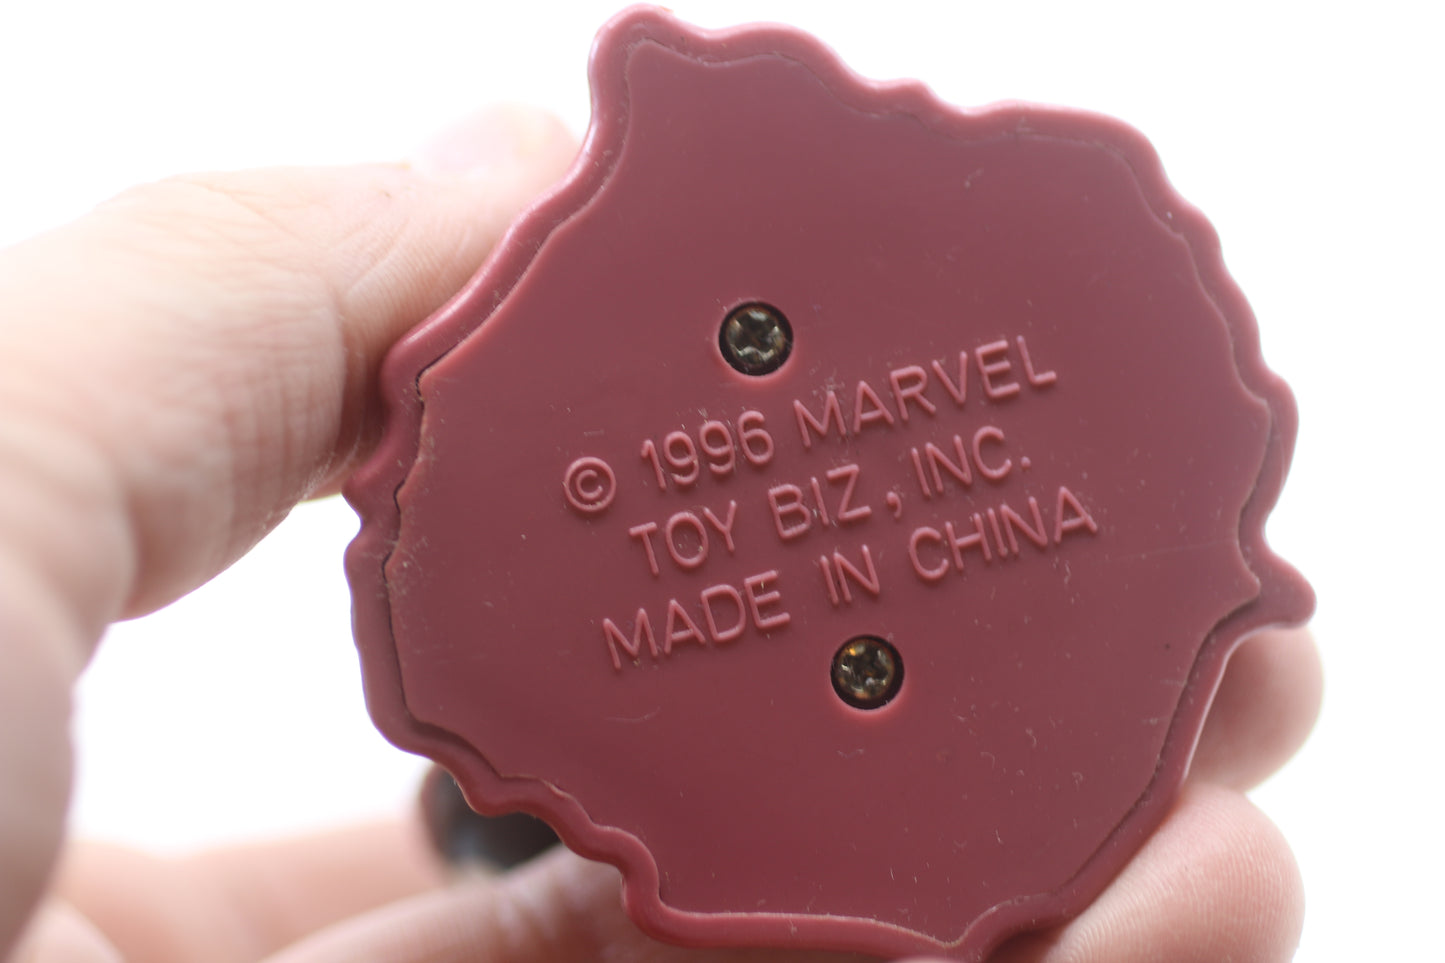 © 1996 MARVEL
TOY BIZ, INC.
MADE IN CHINA